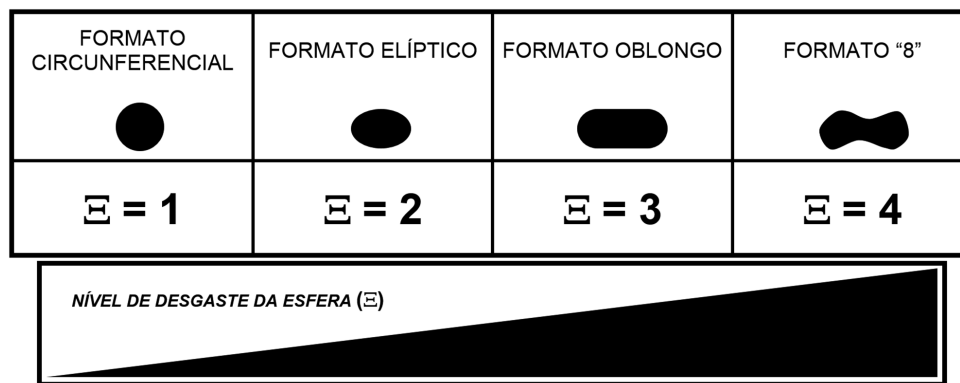 FORMATO
CIRCUNFERENCIAL
FORMATO ELÍPTICO
FORMATO OBLONGO
FORMATO “8”
Ξ = 1
Ξ = 2
Ξ = 3
Ξ = 4
NÍVEL DE DESGASTE DA ESFERA (Ξ)